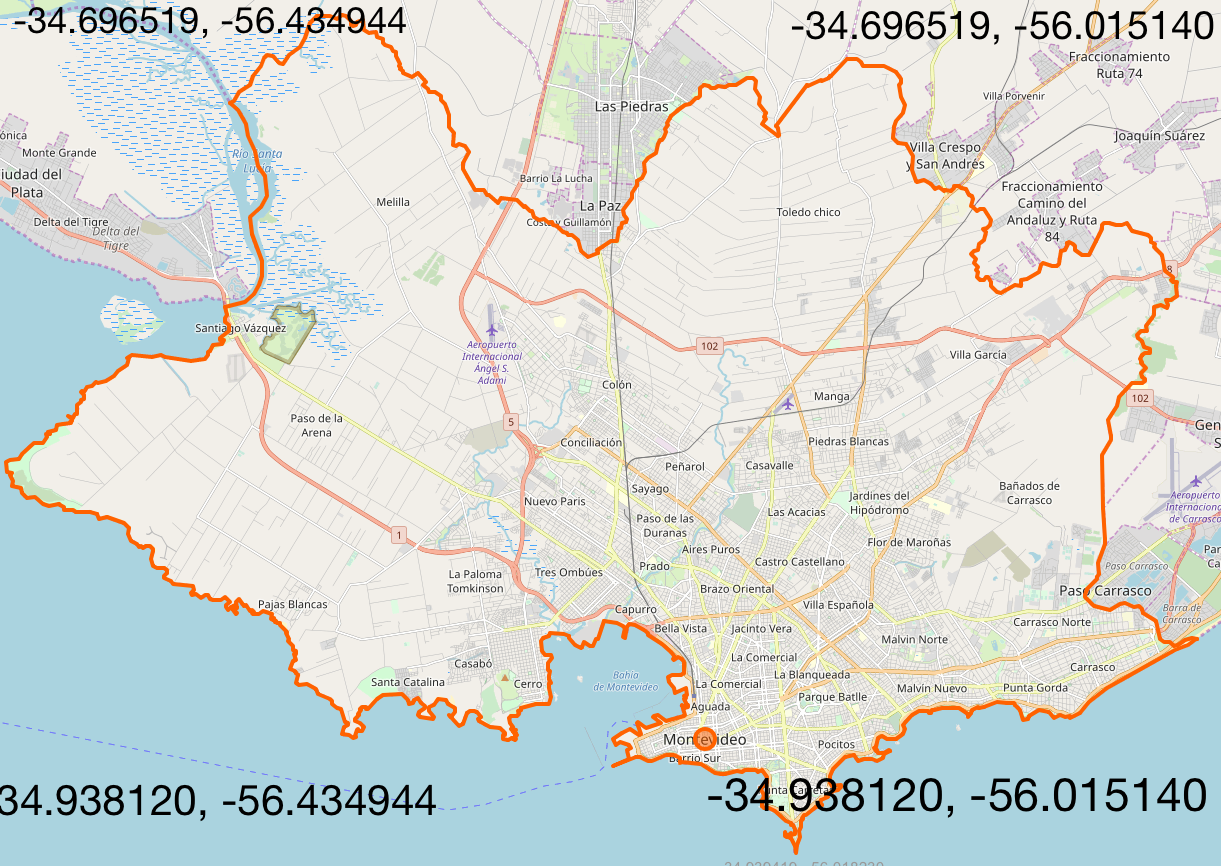 -34.696519, -56.434944
-34.696519, -56.015140
Fraccionamiento
Ruta 74
Las Piedras
Villa Porvenir
ónica
Monte Grande
Joaquín Suárez
Río Santa
Lucía
Villa Crespo
y San Andrés
iudad del
Plata
Barrio La Lucha
Fraccionamiento
Camino del
Andaluz y Ruta
84
Melilla
La Paz
Toledo chico
Delta del Tigre
Delta del
Tigre
Costa y Guillamón
8
Santiago Vázquez
Aeropuerto
Internacional
Ángel S.
Adami
102
Villa García
Colón
Manga
102
Paso de la
Arena
5
Conciliación
Piedras Blancas
Gen
S
Peñarol
Casavalle
Sayago
Bañados de
Carrasco
Aeropuerto
Internaciona
de Carrasco
Nuevo Paris
Jardines del
Hipódromo
Las Acacias
Paso de las
Duranas
1
Aires Puros
Flor de Maroñas
Par
Ca
Castro Castellano
Paso Carrasco
Prado
La Paloma
Tomkinson
Tres Ombúes
Brazo Oriental
Paso Carrasco
Pajas Blancas
Capurro
Villa Española
Barra de
Carrasco
Bella Vista
Jacinto Vera
Carrasco Norte
Malvin Norte
La Comercial
Casabó
Bahía
de Montevideo
La Blanqueada
Carrasco
Santa Catalina
Cerro
La Comercial
Malvin Nuevo
Punta Gorda
Parque Batlle
Aguada
Montevideo
Pocitos
Barrio Sur
Punta Carretas
34.938120, -56.434944
-34.938120, -56.015140